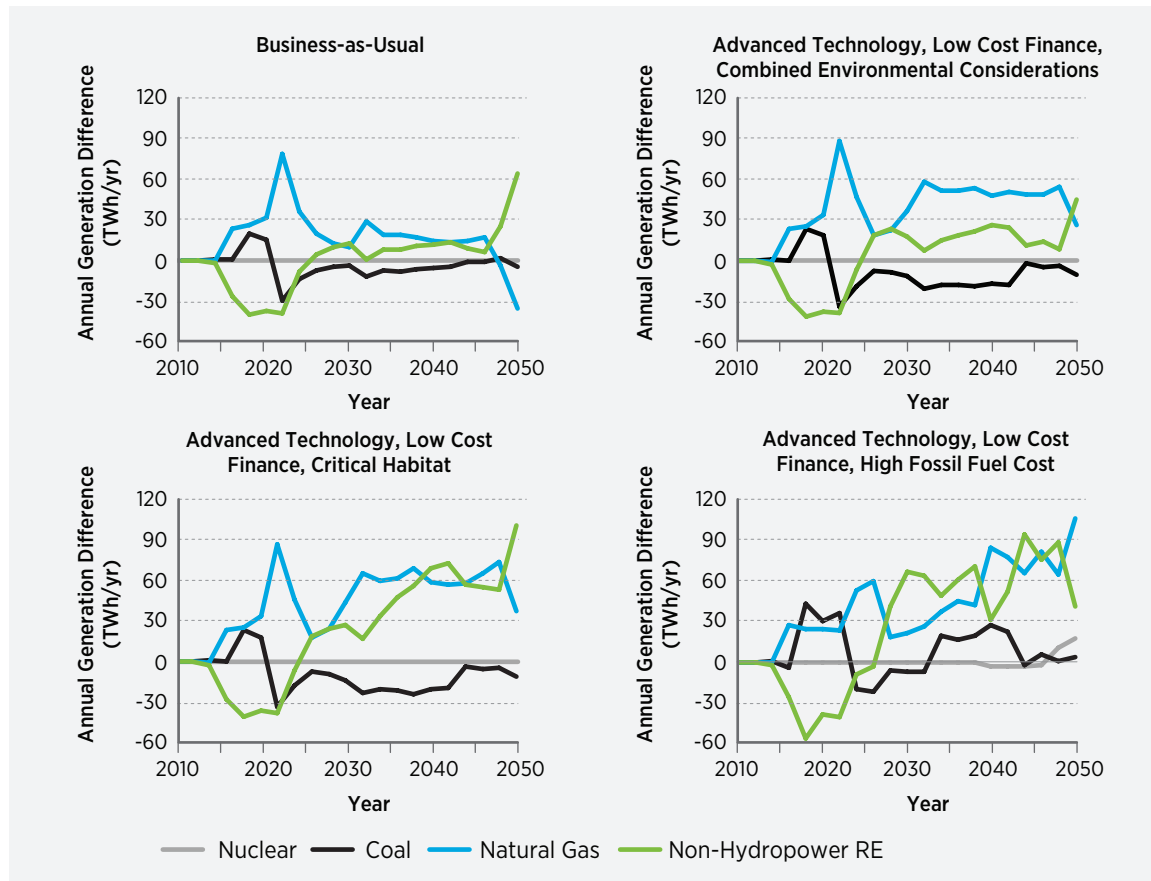 Business-as-Usual
Annual Generation Difference
(TWh/yr)
120
90
60
30
0
-30
-60
2010
2020
2030
2040
2050
Year
Advanced Technology, Low Cost Finance,
Combined Environmental Considerations
Annual Generation Difference
(TWh/yr)
120
90
60
30
0
-30
-60
2010
2020
2030
2040
2050
Year
Advanced Technology, Low Cost
Finance, Critical Habitat
Annual Generation Difference
(TWh/yr)
120
90
60
30
0
-30
-60
2010
2020
2030
2040
2050
Year
Advanced Technology, Low Cost
Finance, High Fossil Fuel Cost
Annual Generation Difference
(TWh/yr)
120
90
60
30
0
-30
-60
2010
2020
2030
2040
2050
Year
Nuclear Coal Natural Gas Non-Hydropower RE